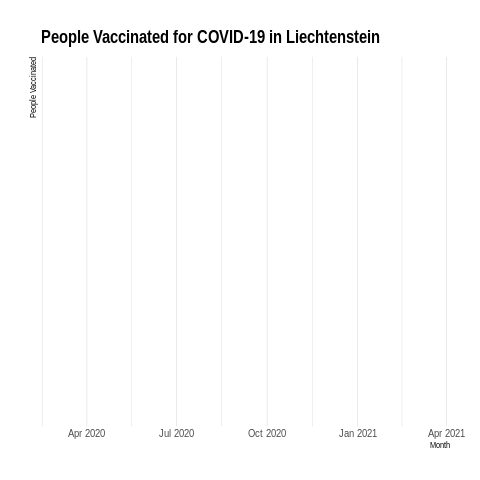 People Vaccinated for COVID-19 in Liechtenstein
People Vaccinated
Apr 2020
Jul 2020
Oct 2020
Jan 2021
Apr 2021
Month